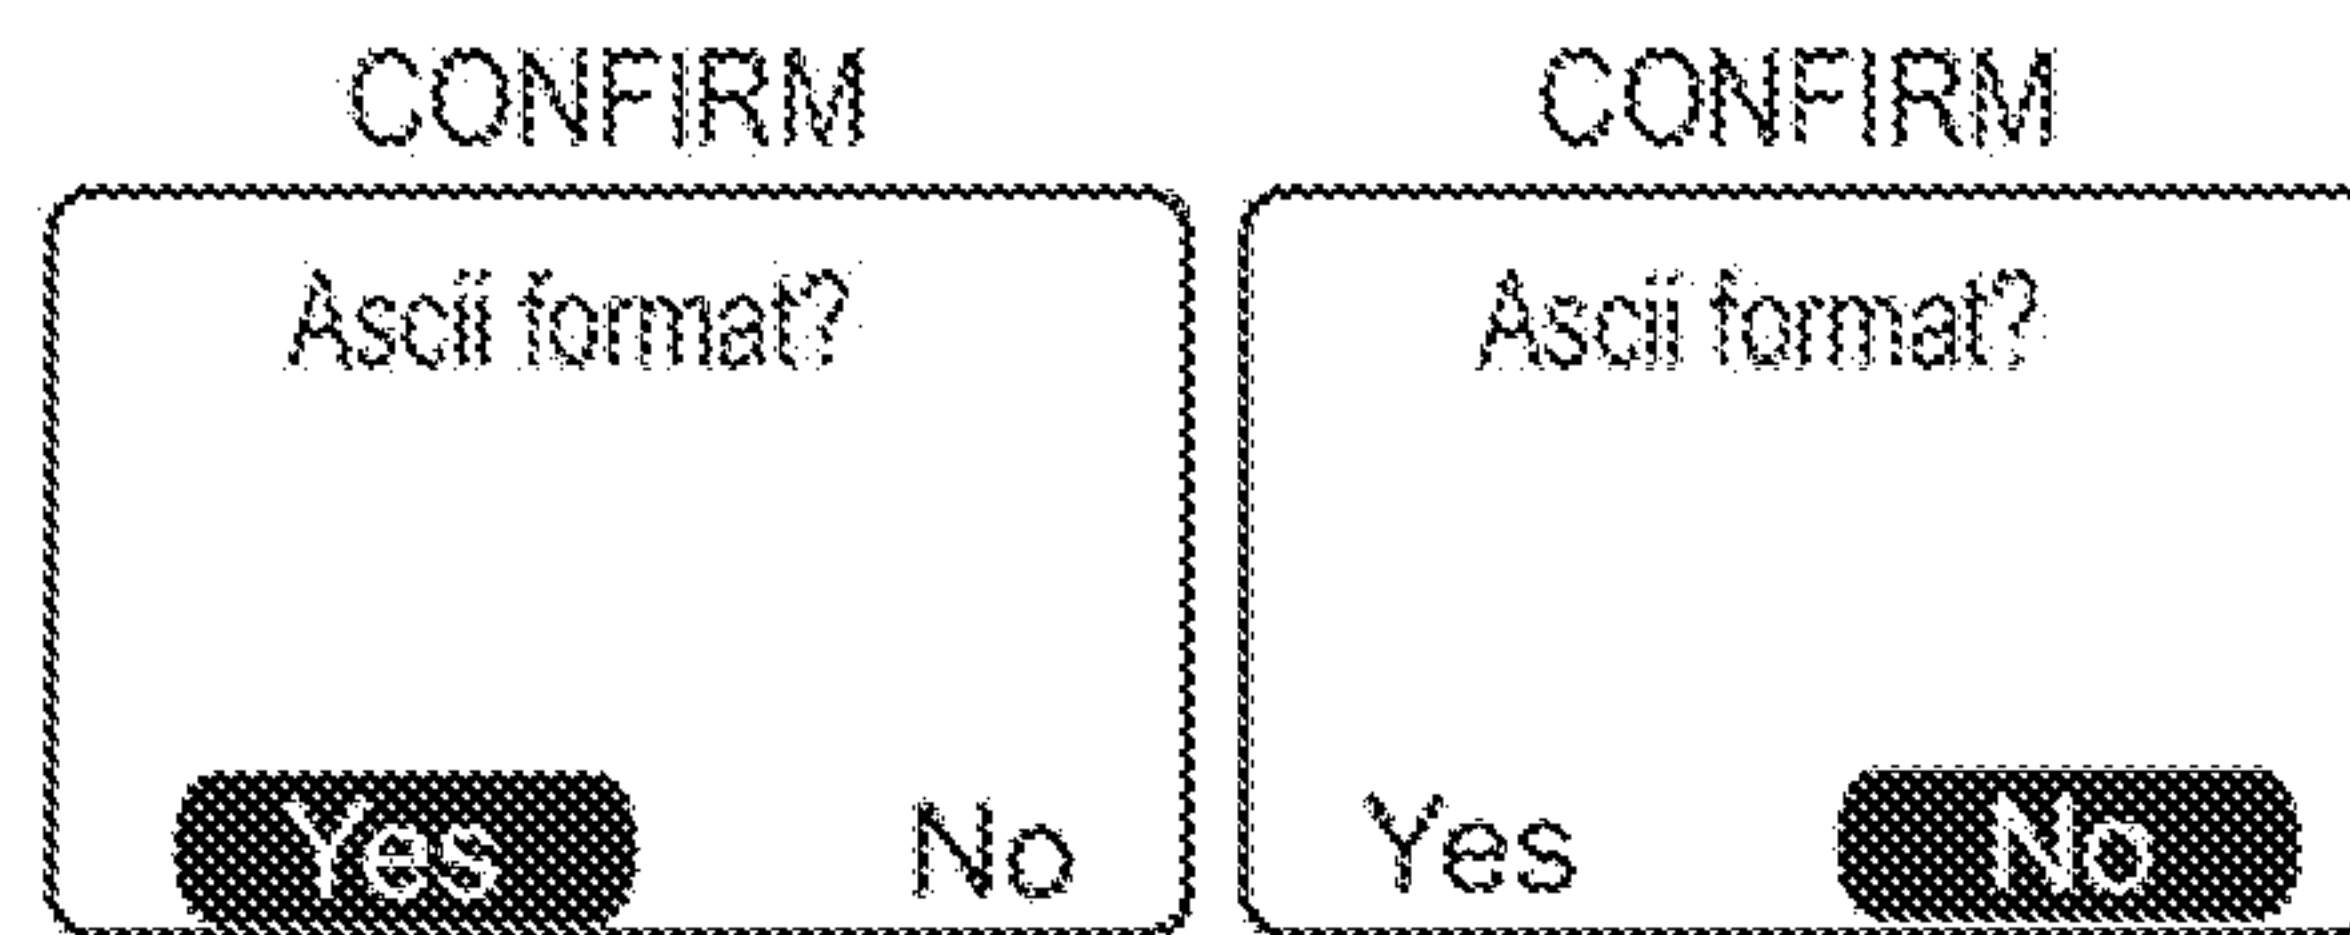 CONFIRM
Ascii format?
Yes No
CONFIRM
Ascii format?
Yes No